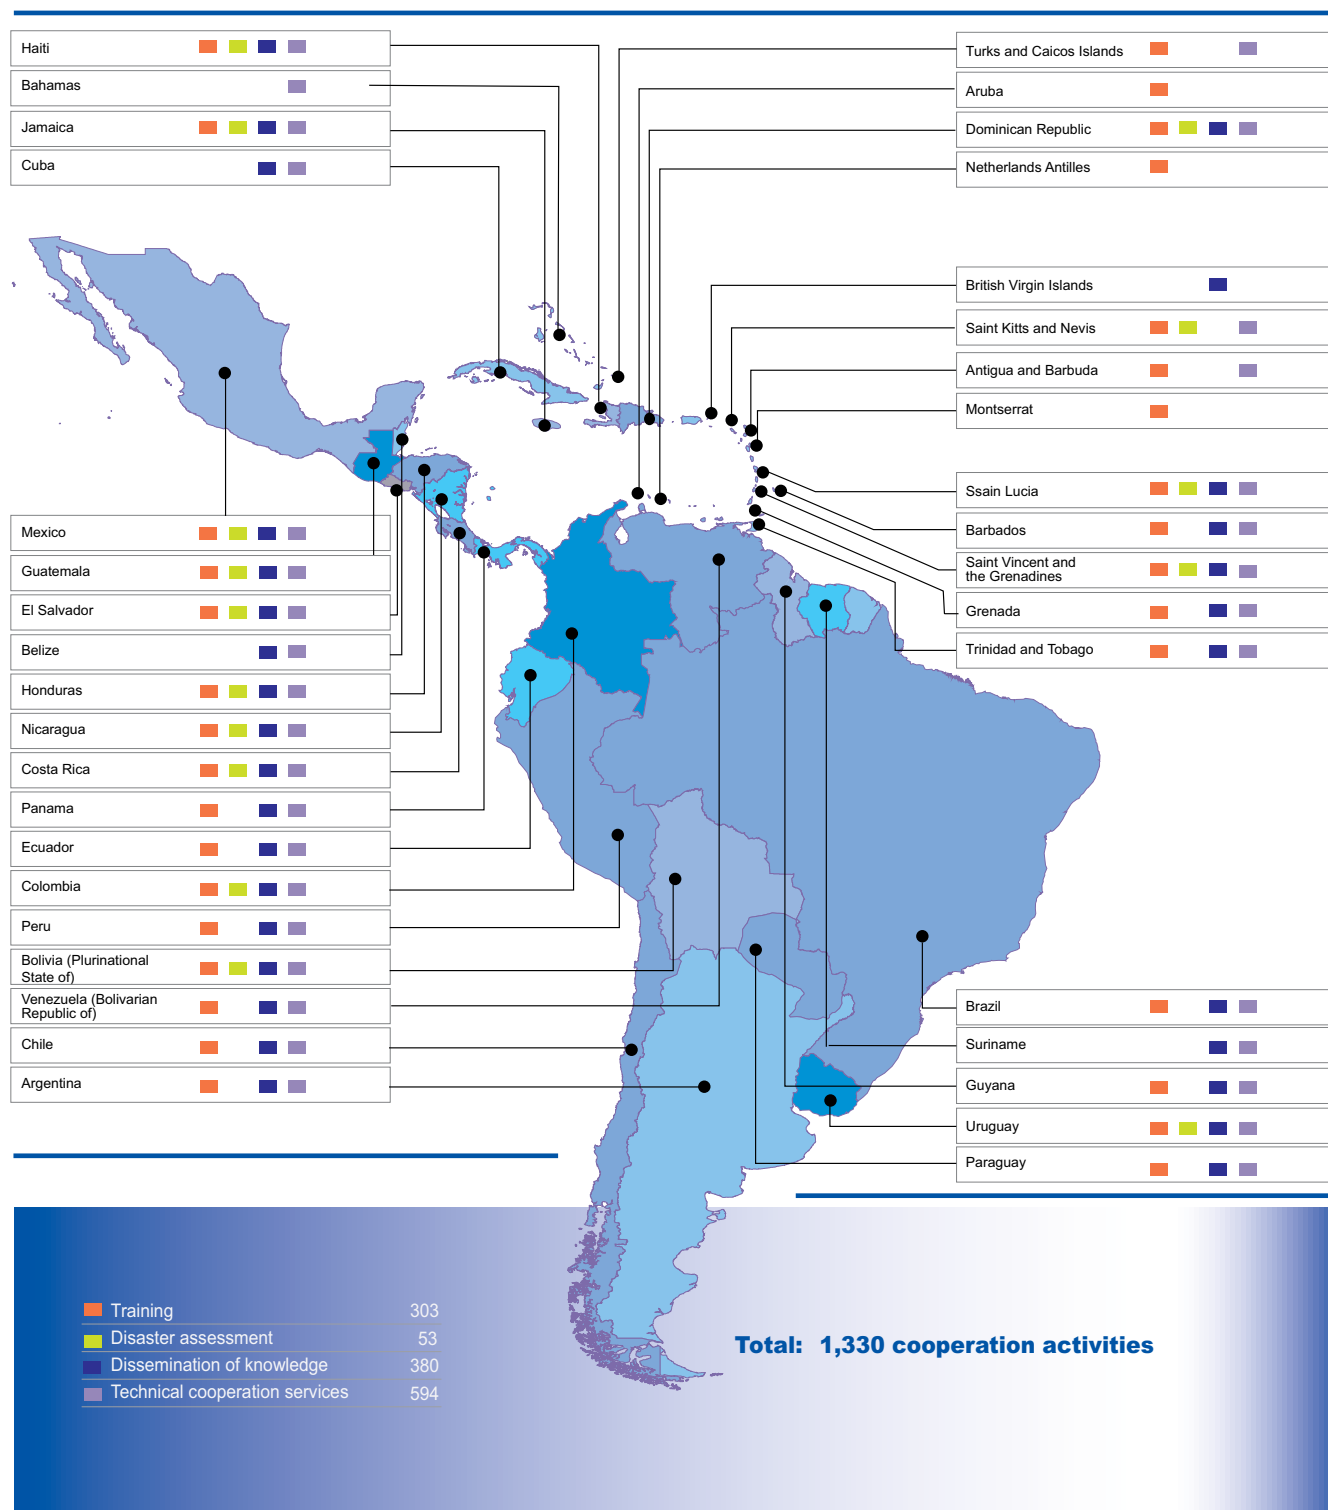 Haiti
Bahamas
Jamaica
Cuba
Turks and Caicos Islands
Aruba
Dominican Republic
Netherlands Antilles
British Virgin Islands
Saint Kitts and Nevis
Antigua and Barbuda
Montserrat
Ssain Lucia
Barbados
Saint Vincent and
the Grenadines
Grenada
Trinidad and Tobago
Mexico
Guatemala
El Salvador
Belize
Honduras
Nicaragua
Costa Rica
Panama
Ecuador
Colombia
Peru
Bolivia (Plurinational
State of)
Venezuela (Bolivarian
Republic of)
Chile
Argentina
Brazil
Suriname
Guyana
Uruguay
Paraguay
Training 303
Disaster assessment 53
Dissemination of knowledge 380
Technical cooperation services 594
Total: 1,330 cooperation activities